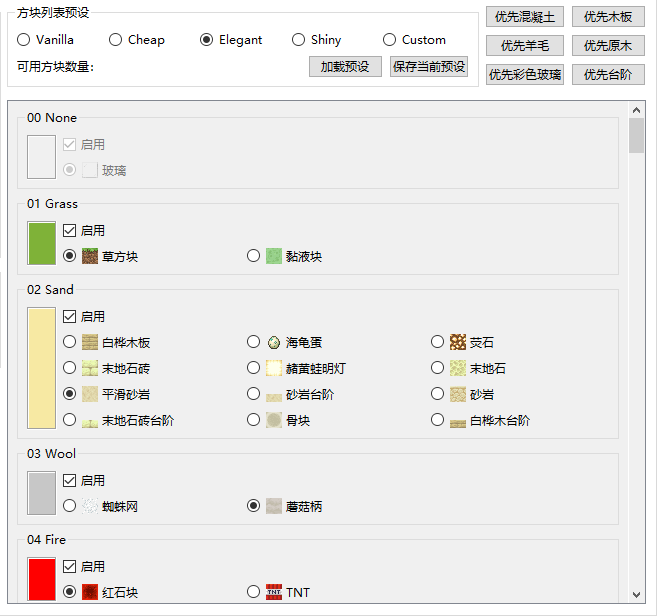 方块列表预设
Vanilla Cheap Elegant Shiny Custom
可用方块数量:
加载预设 保存当前预设
优先混凝土 优先木板
优先羊毛 优先原木
优先彩色玻璃 优先台阶
00 None
启用
玻璃
01 Grass
启用
草方块 黏液块
02 Sand
启用
白桦木板 海龟蛋 荧石
末地石砖 赭黄蛙明灯 末地石
平滑砂岩 砂岩台阶 砂岩
末地石砖台阶 骨块 白桦木台阶
03 Wool
启用
蜘蛛网 蘑菇柄
04 Fire
启用
红石块 TNT